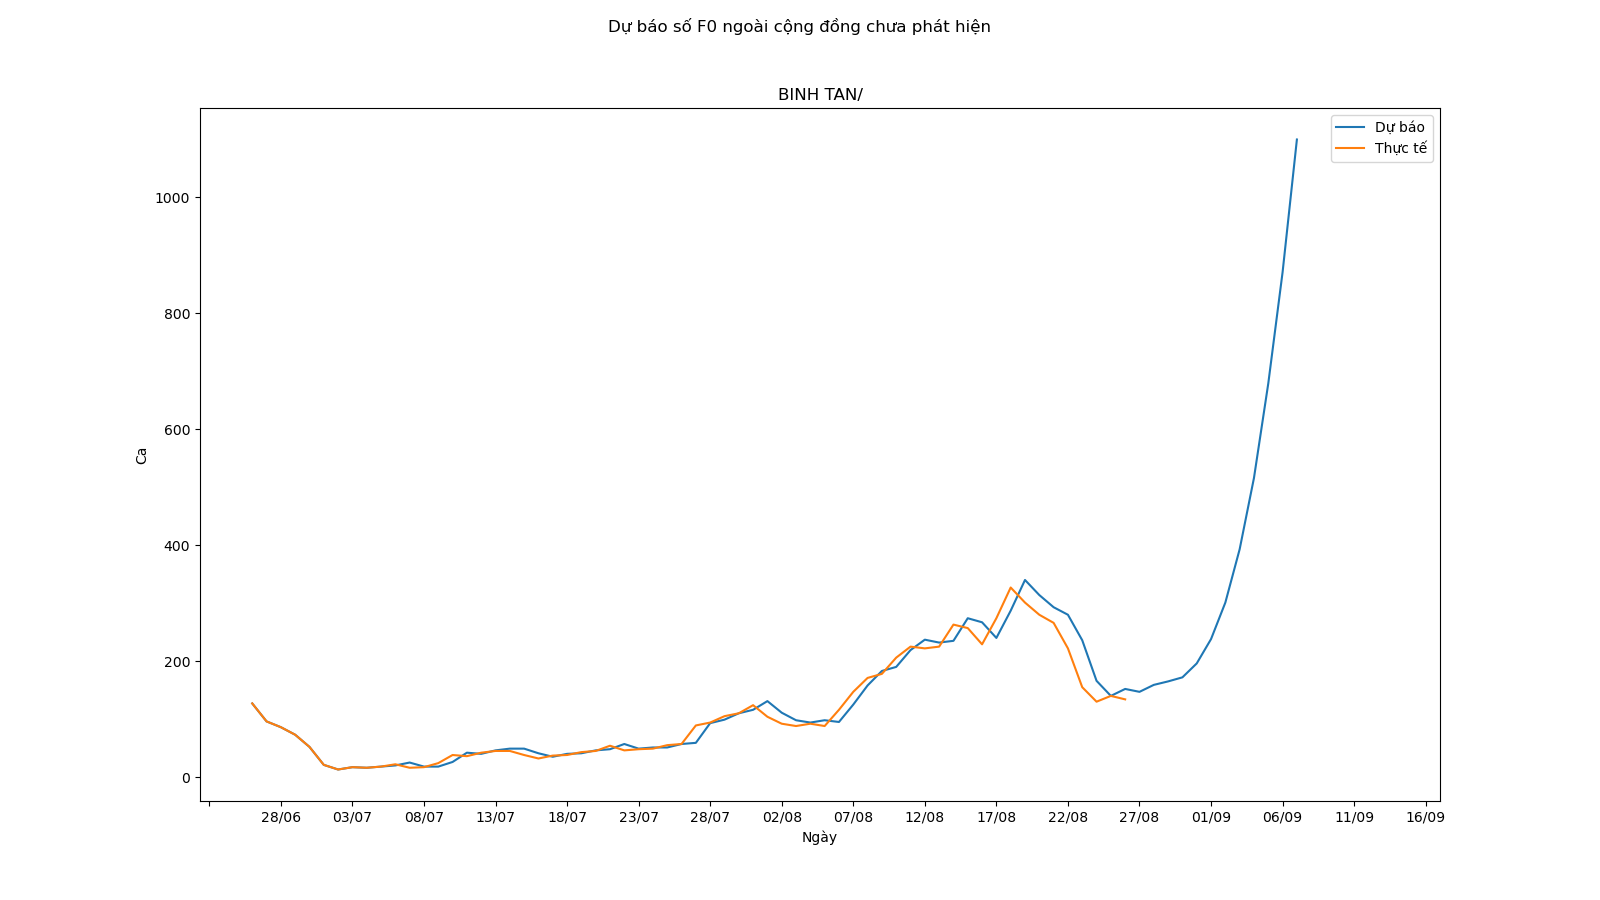 Dự báo số F0 ngoài cộng đồng chưa phát hiện
BINH TAN/
Dự báo
Thực tế
1000
800
600
400
200
0
Ca
28/06 03/07 08/07 13/07 18/07 23/07 28/07 02/08 07/08 12/08 17/08 22/08 27/08 01/09 06/09 11/09 16/09
Ngày